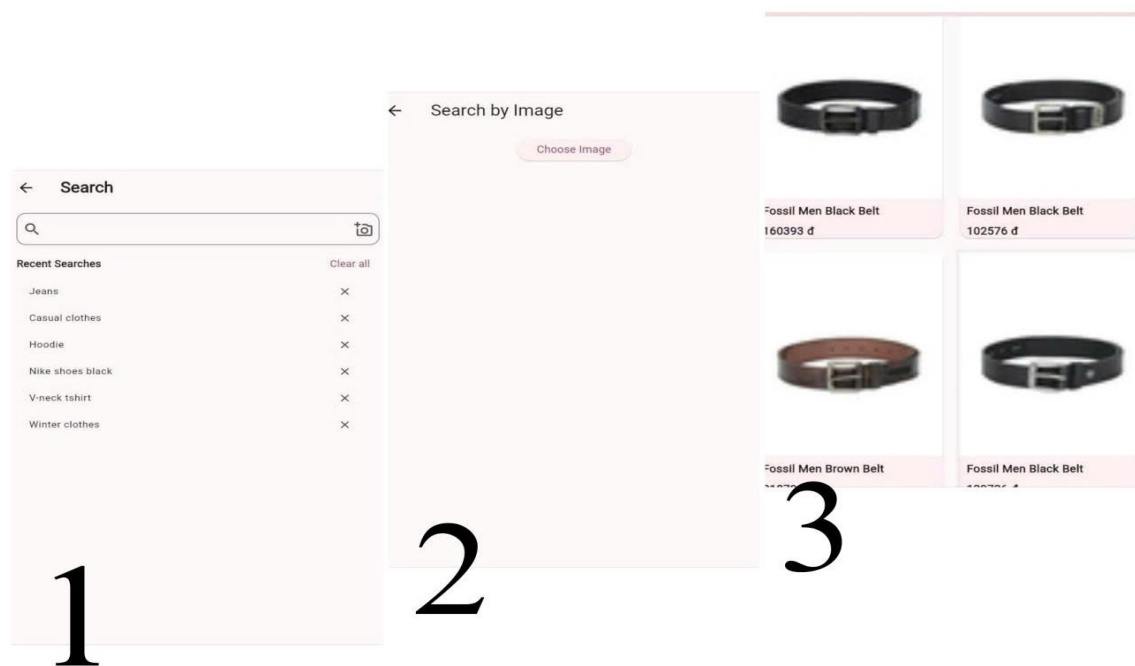 ← Search
Recent Searches Clear all
Jeans
Casual clothes
Hoodie
Nike shoes black
V-neck tshirt
Winter clothes
1
← Search by Image
Choose Image
2
Fossil Men Black Belt
160393 đ
Fossil Men Black Belt
102576 đ
Fossil Men Brown Belt
Fossil Men Black Belt
3